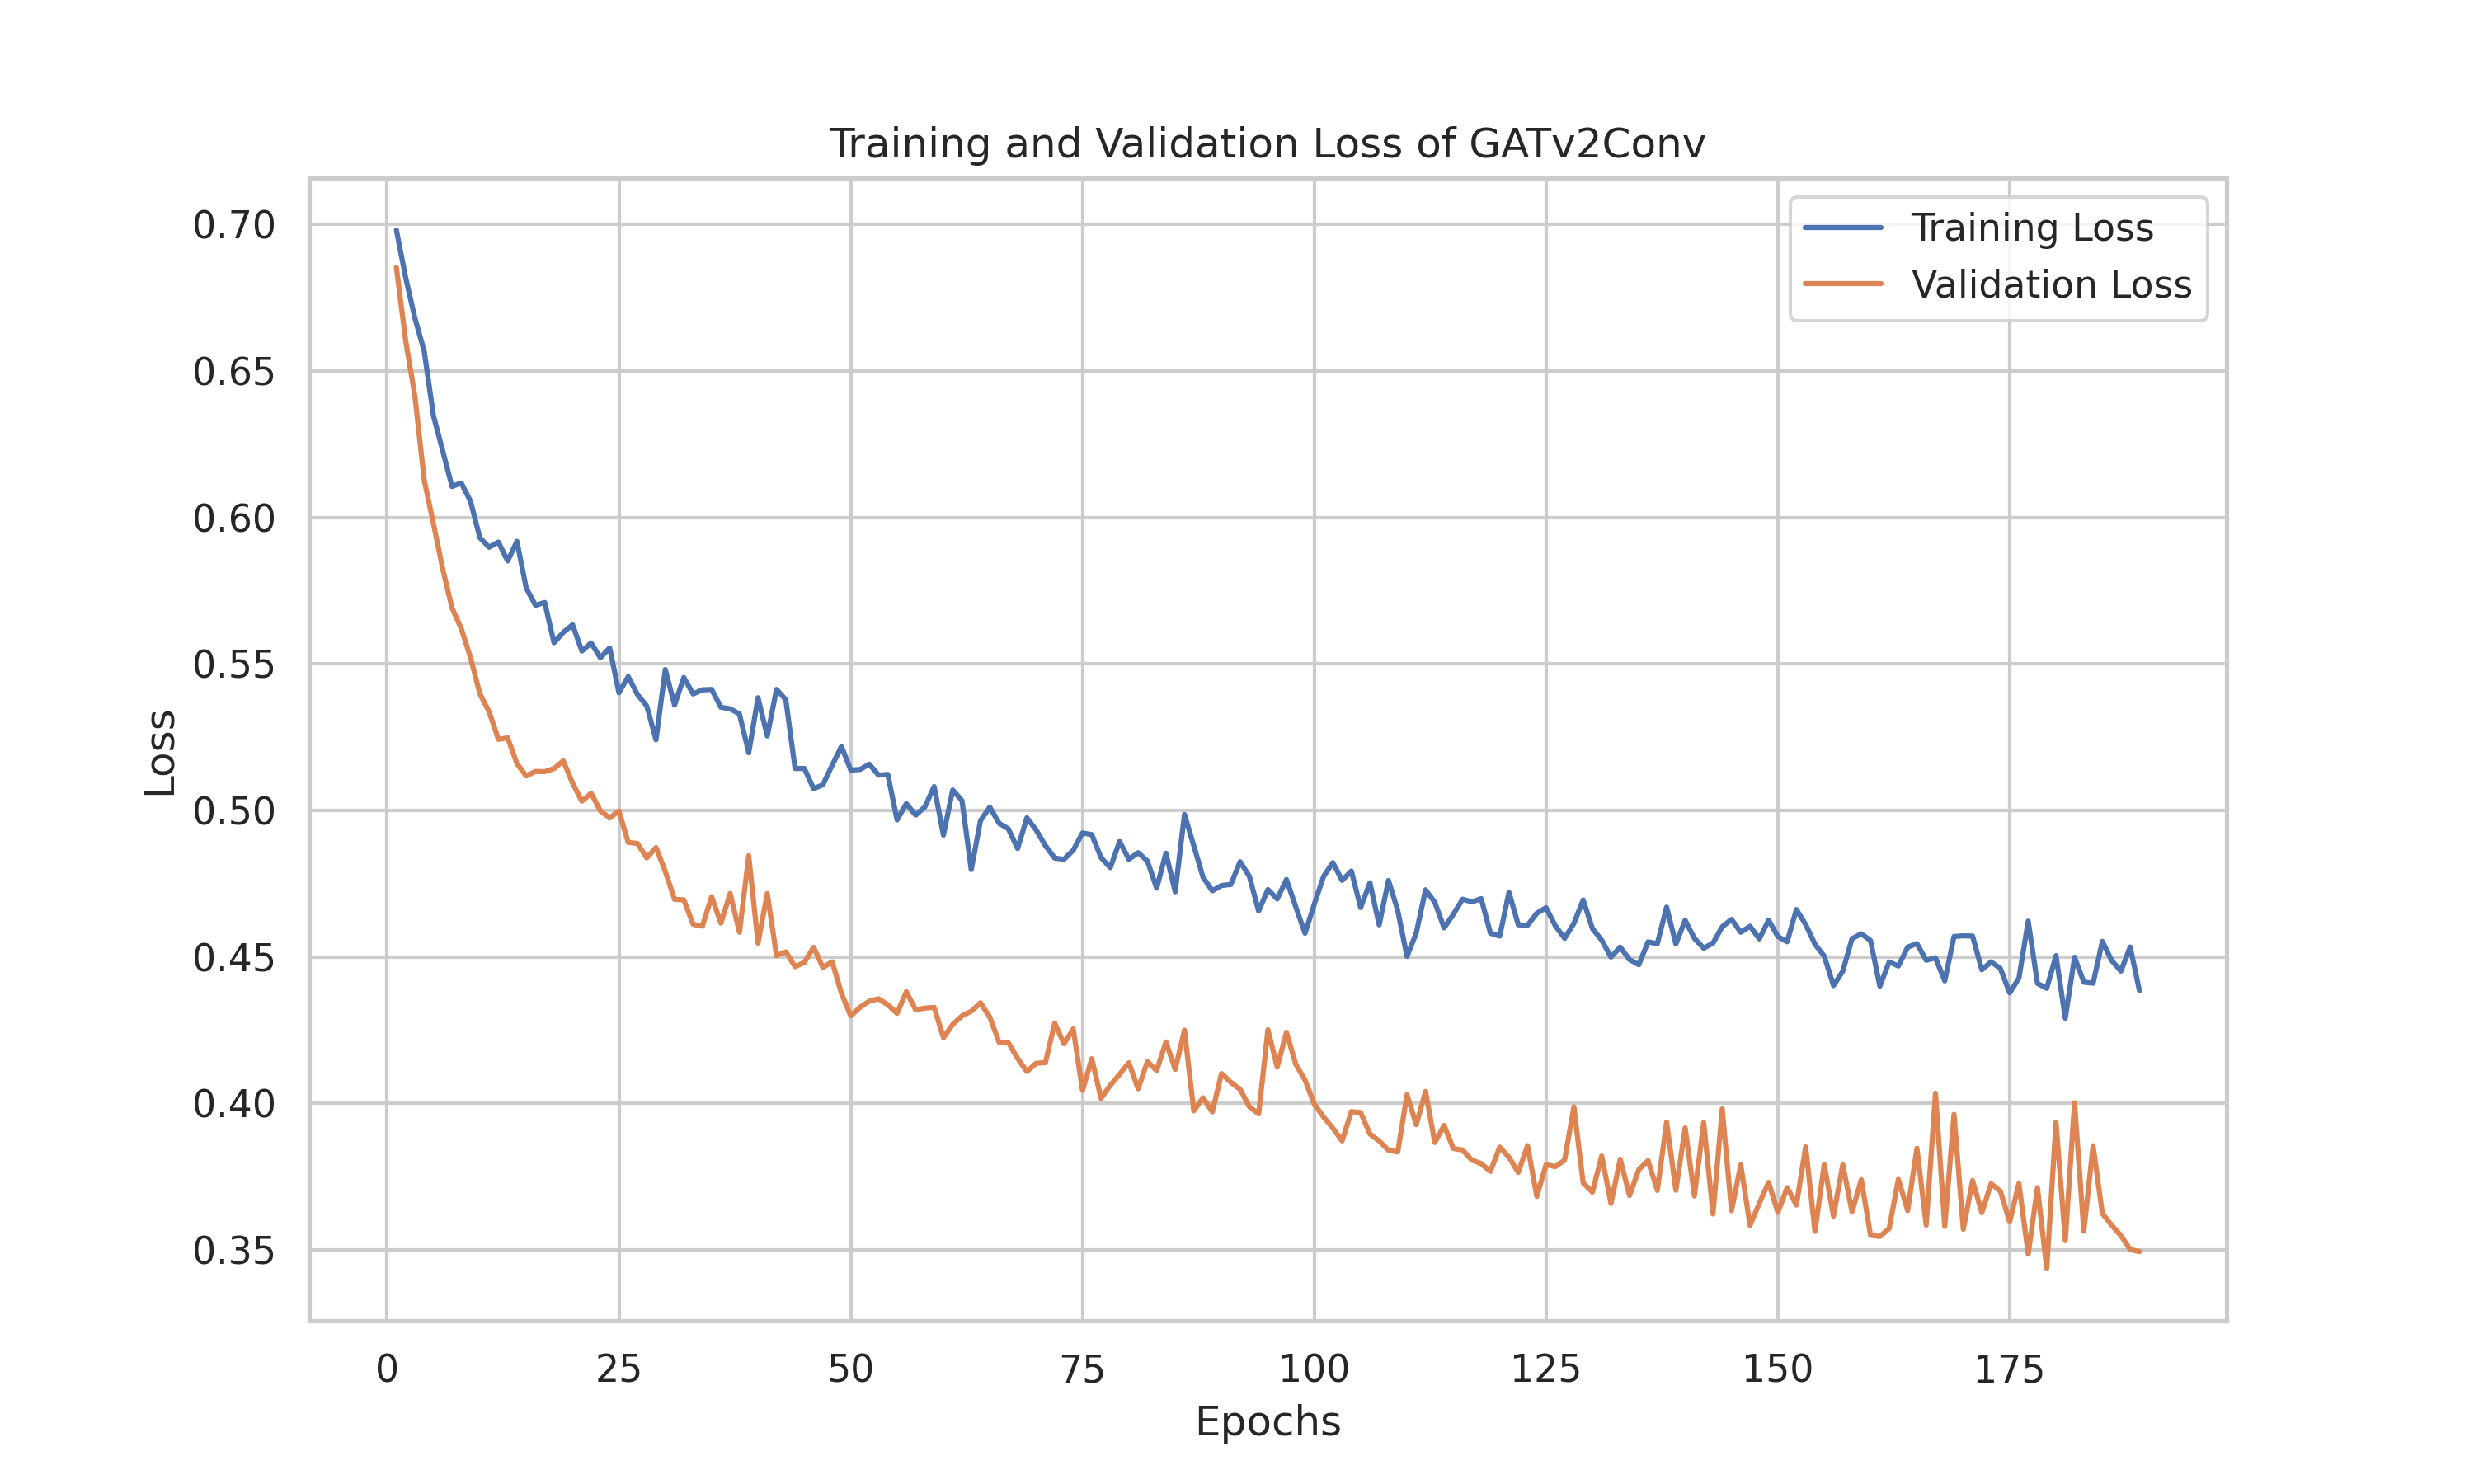 Training and Validation Loss of GATv2Conv
Training Loss
Validation Loss
0.70
0.65
0.60
0.55
0.50
0.45
0.40
0.35
Loss
0 25 50 75 100 125 150 175
Epochs